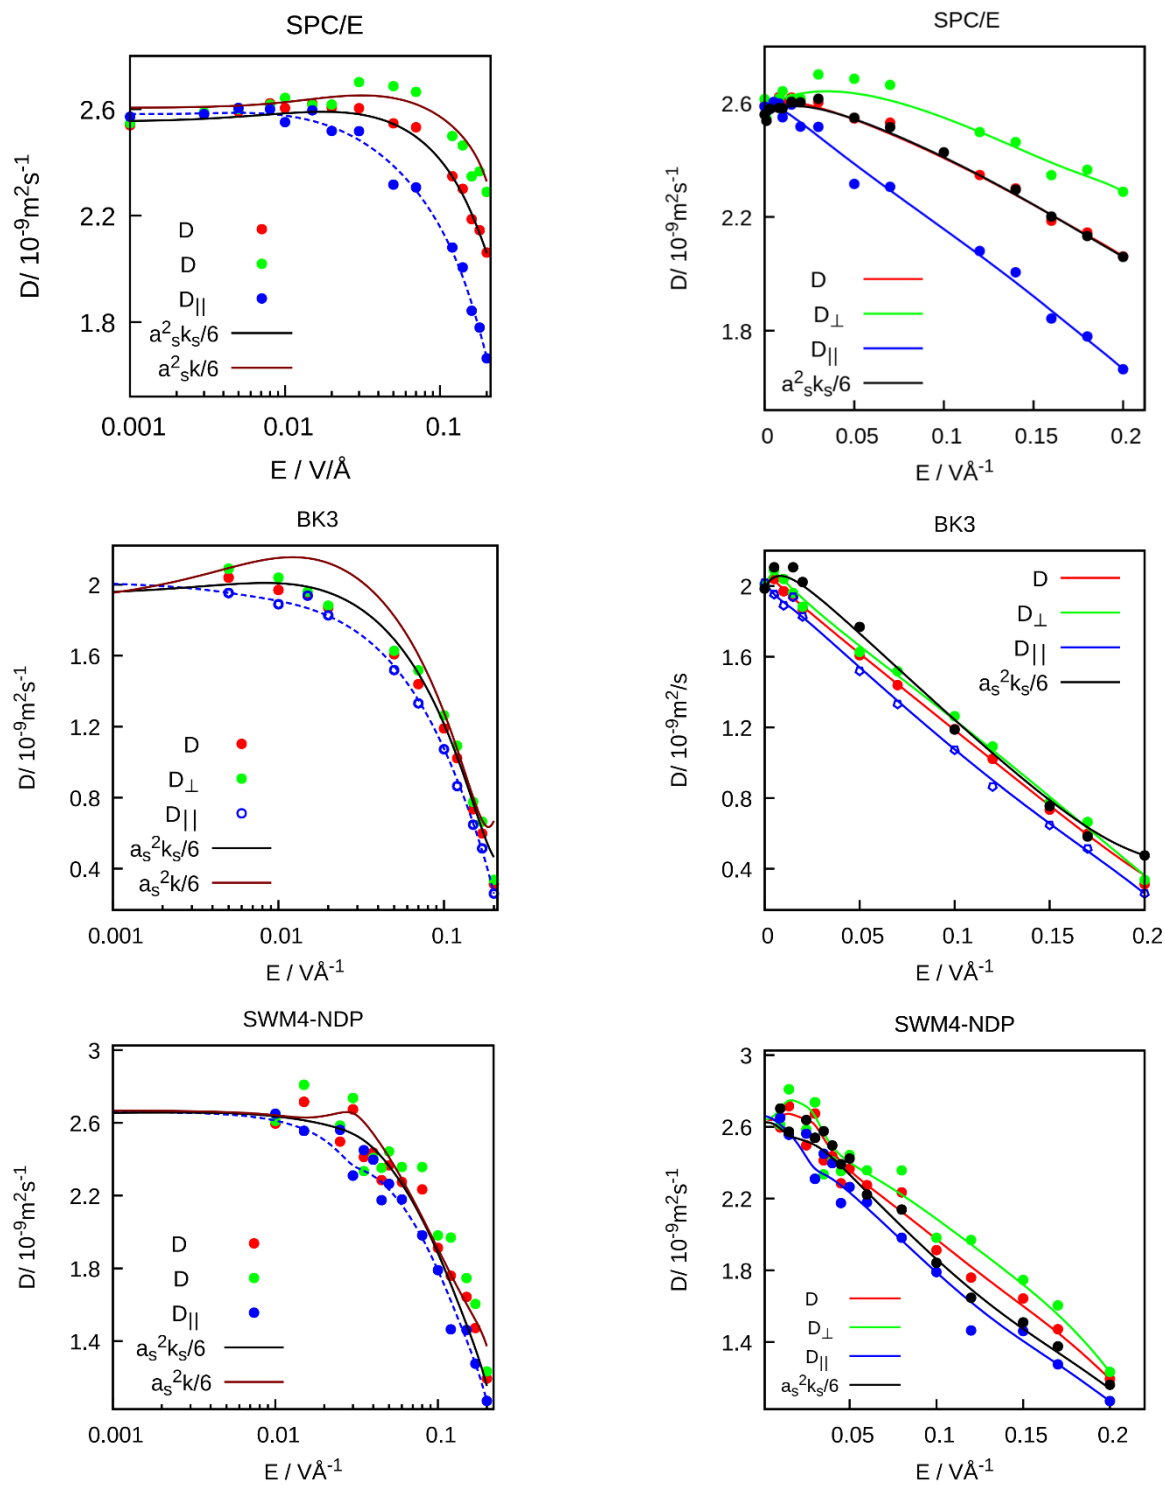 SPC/E
D/ 10⁻⁹m²s⁻¹
2.6
2.2
1.8
D
D
D||
a²ₛkₛ/6
a²ₛk/6
0.001 0.01 0.1
E / V/Å
SPC/E
D/ 10⁻⁹m²s⁻¹
2.6
2.2
1.8
D
D⊥
D||
a²ₛkₛ/6
0 0.05 0.1 0.15 0.2
E / VÅ⁻¹
BK3
D/ 10⁻⁹m²s⁻¹
2
1.6
1.2
0.8
0.4
D
D⊥
D||
aₛ²kₛ/6
aₛ²k/6
0.001 0.01 0.1
E / VÅ⁻¹
BK3
D/ 10⁻⁹m²/s
2
1.6
1.2
0.8
0.4
D
D⊥
D||
aₛ²kₛ/6
0 0.05 0.1 0.15 0.2
E / VÅ⁻¹
SWM4-NDP
D/ 10⁻⁹m²s⁻¹
3
2.6
2.2
1.8
1.4
D
D
D||
aₛ²kₛ/6
aₛ²k/6
0.001 0.01 0.1
E / VÅ⁻¹
SWM4-NDP
D/ 10⁻⁹m²s⁻¹
3
2.6
2.2
1.8
1.4
D
D⊥
D||
aₛ²kₛ/6
0.05 0.1 0.15 0.2
E / VÅ⁻¹